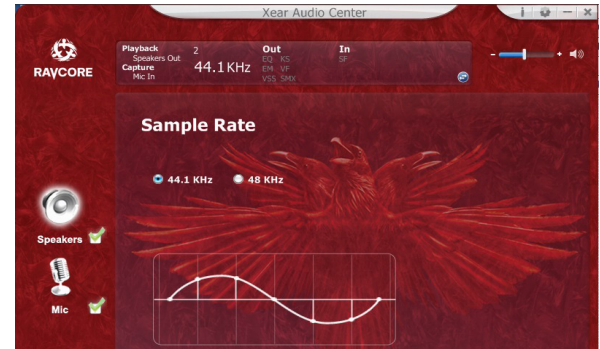 Xear Audio Center
RAVCORE
Playback 2 Out In
Speakers Out EQ KS SF
Capture 44.1 KHz EM VF
Mic In VSS SMX
- +
Sample Rate
44.1 KHz 48 KHz
Speakers
Mic